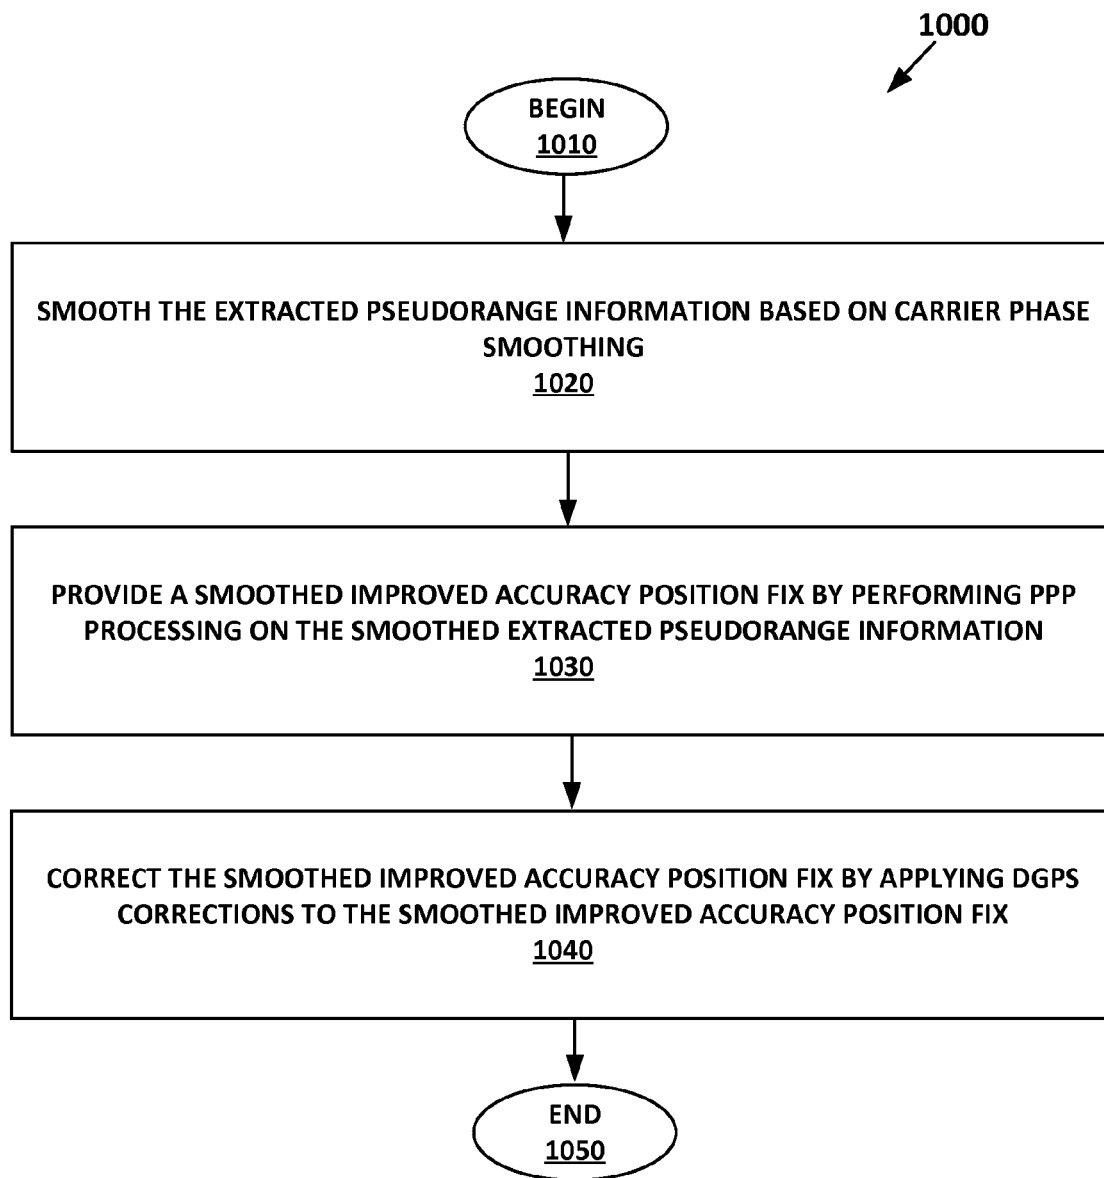 1000
BEGIN
1010
SMOOTH THE EXTRACTED PSEUDORANGE INFORMATION BASED ON CARRIER PHASE
SMOOTHING
1020
PROVIDE A SMOOTHED IMPROVED ACCURACY POSITION FIX BY PERFORMING PPP
PROCESSING ON THE SMOOTHED EXTRACTED PSEUDORANGE INFORMATION
1030
CORRECT THE SMOOTHED IMPROVED ACCURACY POSITION FIX BY APPLYING DGPS
CORRECTIONS TO THE SMOOTHED IMPROVED ACCURACY POSITION FIX
1040
END
1050